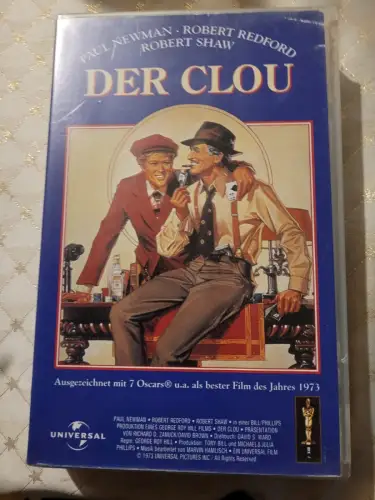 PAUL NEWMAN · ROBERT REDFORD
ROBERT SHAW
DER CLOU
Ausgezeichnet mit 7 Oscars® u.a. als bester Film des Jahres 1973
UNIVERSAL
PAUL NEWMAN • ROBERT REDFORD • ROBERT SHAW • in einer BILL/PHILLIPS
PRODUKTION EINES GEORGE ROY HILL FILMS • DER CLOU • PRÄSENTATION
VON RICHARD D. ZANUCK/DAVID BROWN • Drehbuch: DAVID S. WARD
Regie: GEORGE ROY HILL • Produktion: TONY BILL und MICHAEL & JULIA
PHILLIPS • Musik bearbeitet von MARVIN HAMLISCH • EIN UNIVERSAL FILM
© 1973 UNIVERSAL PICTURES INC · All Rights Reserved